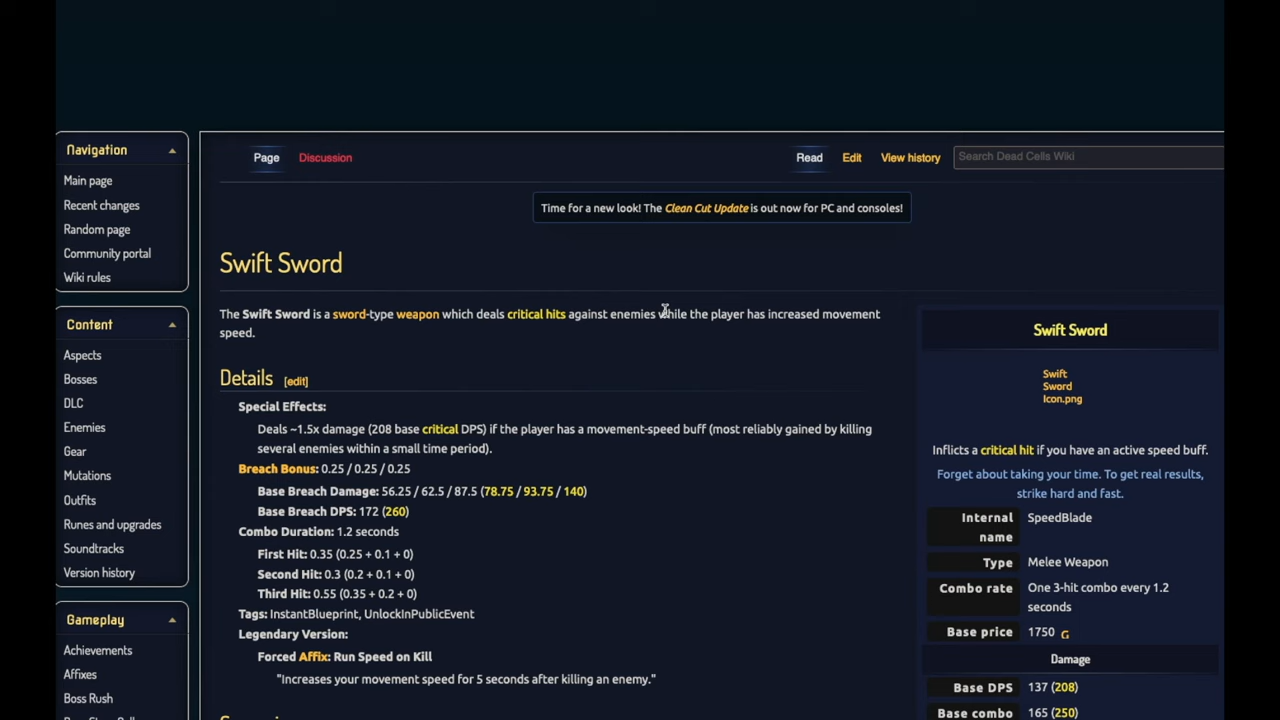 Navigation
Main page
Recent changes
Random page
Community portal
Wiki rules
Content
Aspects
Bosses
DLC
Enemies
Gear
Mutations
Outfits
Runes and upgrades
Soundtracks
Version history
Gameplay
Achievements
Affixes
Boss Rush
Page Discussion Read Edit View history Search Dead Cells Wiki
Time for a new look! The Clean Cut Update is out now for PC and consoles!
Swift Sword
The Swift Sword is a sword-type weapon which deals critical hits against enemies while the player has increased movement
speed.
Details [edit]
Special Effects:
Deals ~1.5x damage (208 base critical DPS) if the player has a movement-speed buff (most reliably gained by killing
several enemies within a small time period).
Breach Bonus: 0.25 / 0.25 / 0.25
Base Breach Damage: 56.25 / 62.5 / 87.5 (78.75 / 93.75 / 140)
Base Breach DPS: 172 (260)
Combo Duration: 1.2 seconds
First Hit: 0.35 (0.25 + 0.1 + 0)
Second Hit: 0.3 (0.2 + 0.1 + 0)
Third Hit: 0.55 (0.35 + 0.2 + 0)
Tags: InstantBlueprint, UnlockInPublicEvent
Legendary Version:
Forced Affix: Run Speed on Kill
"Increases your movement speed for 5 seconds after killing an enemy."
Swift Sword
Swift
Sword
Icon.png
Inflicts a critical hit if you have an active speed buff.
Forget about taking your time. To get real results,
strike hard and fast.
Internal name SpeedBlade
Type Melee Weapon
Combo rate One 3-hit combo every 1.2
seconds
Base price 1750 G
Damage
Base DPS 137 (208)
Base combo 165 (250)